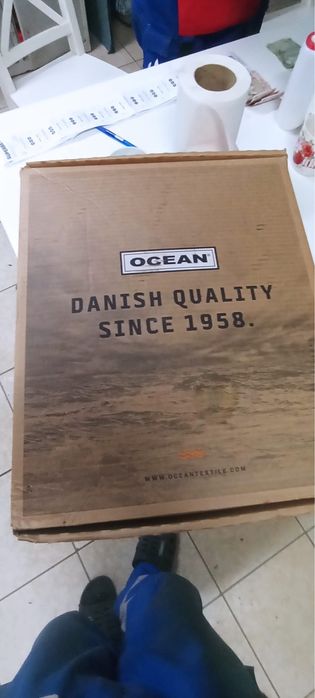 OCEAN®
DANISH QUALITY
SINCE 1958.
WWW.OCEANTEXTILE.COM